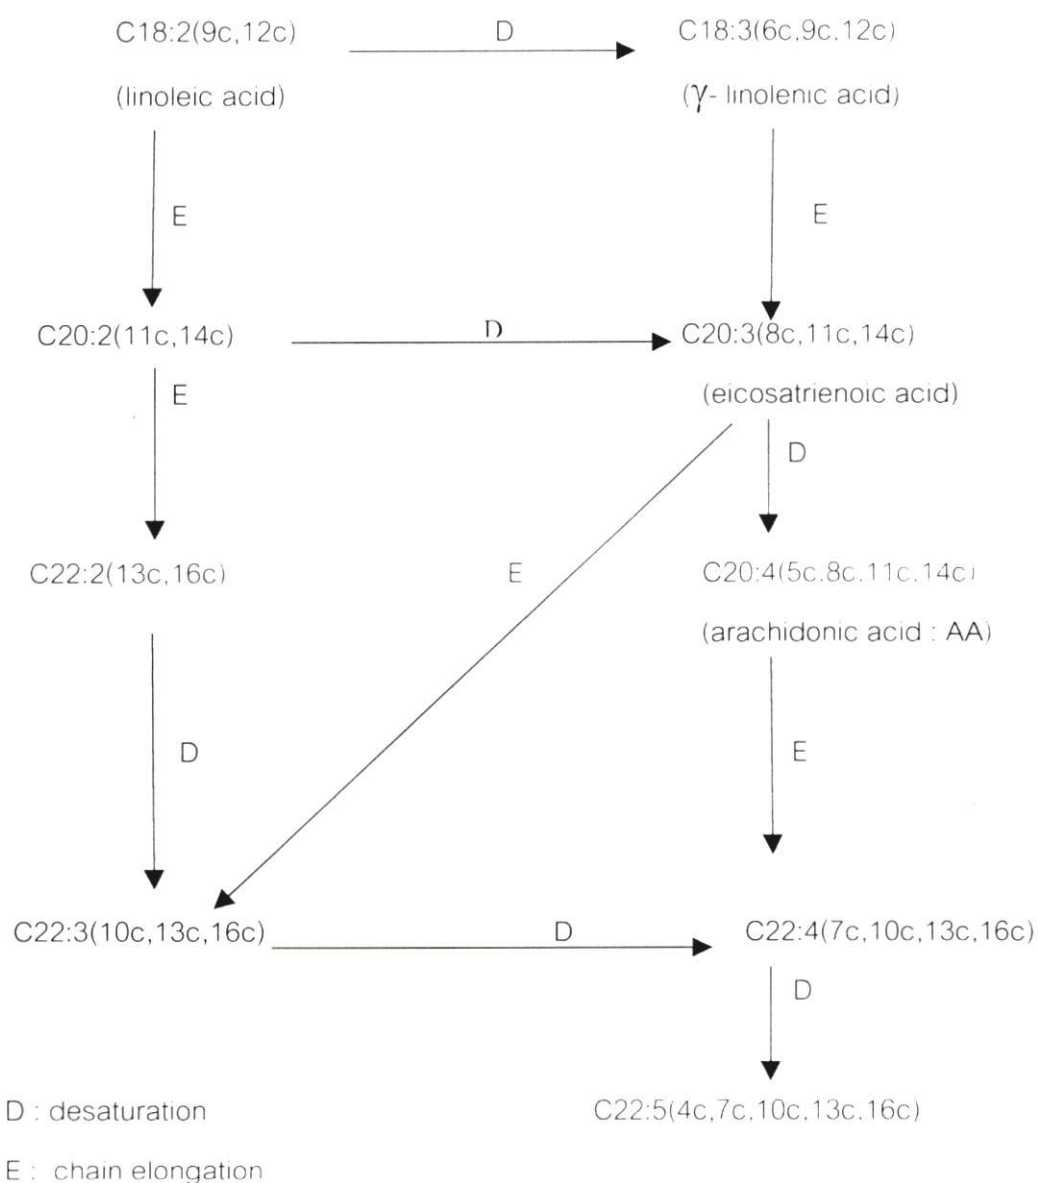 C18:2(9c,12c) D C18:3(6c,9c,12c)
(linoleic acid) (γ- linolenic acid)
E E
C20:2(11c,14c) D C20:3(8c,11c,14c)
E (eicosatrienoic acid)
D
C22:2(13c,16c) E C20:4(5c,8c,11c,14c)
(arachidonic acid : AA)
D E
C22:3(10c,13c,16c) D C22:4(7c,10c,13c,16c)
D
D : desaturation C22:5(4c,7c,10c,13c,16c)
E : chain elongation